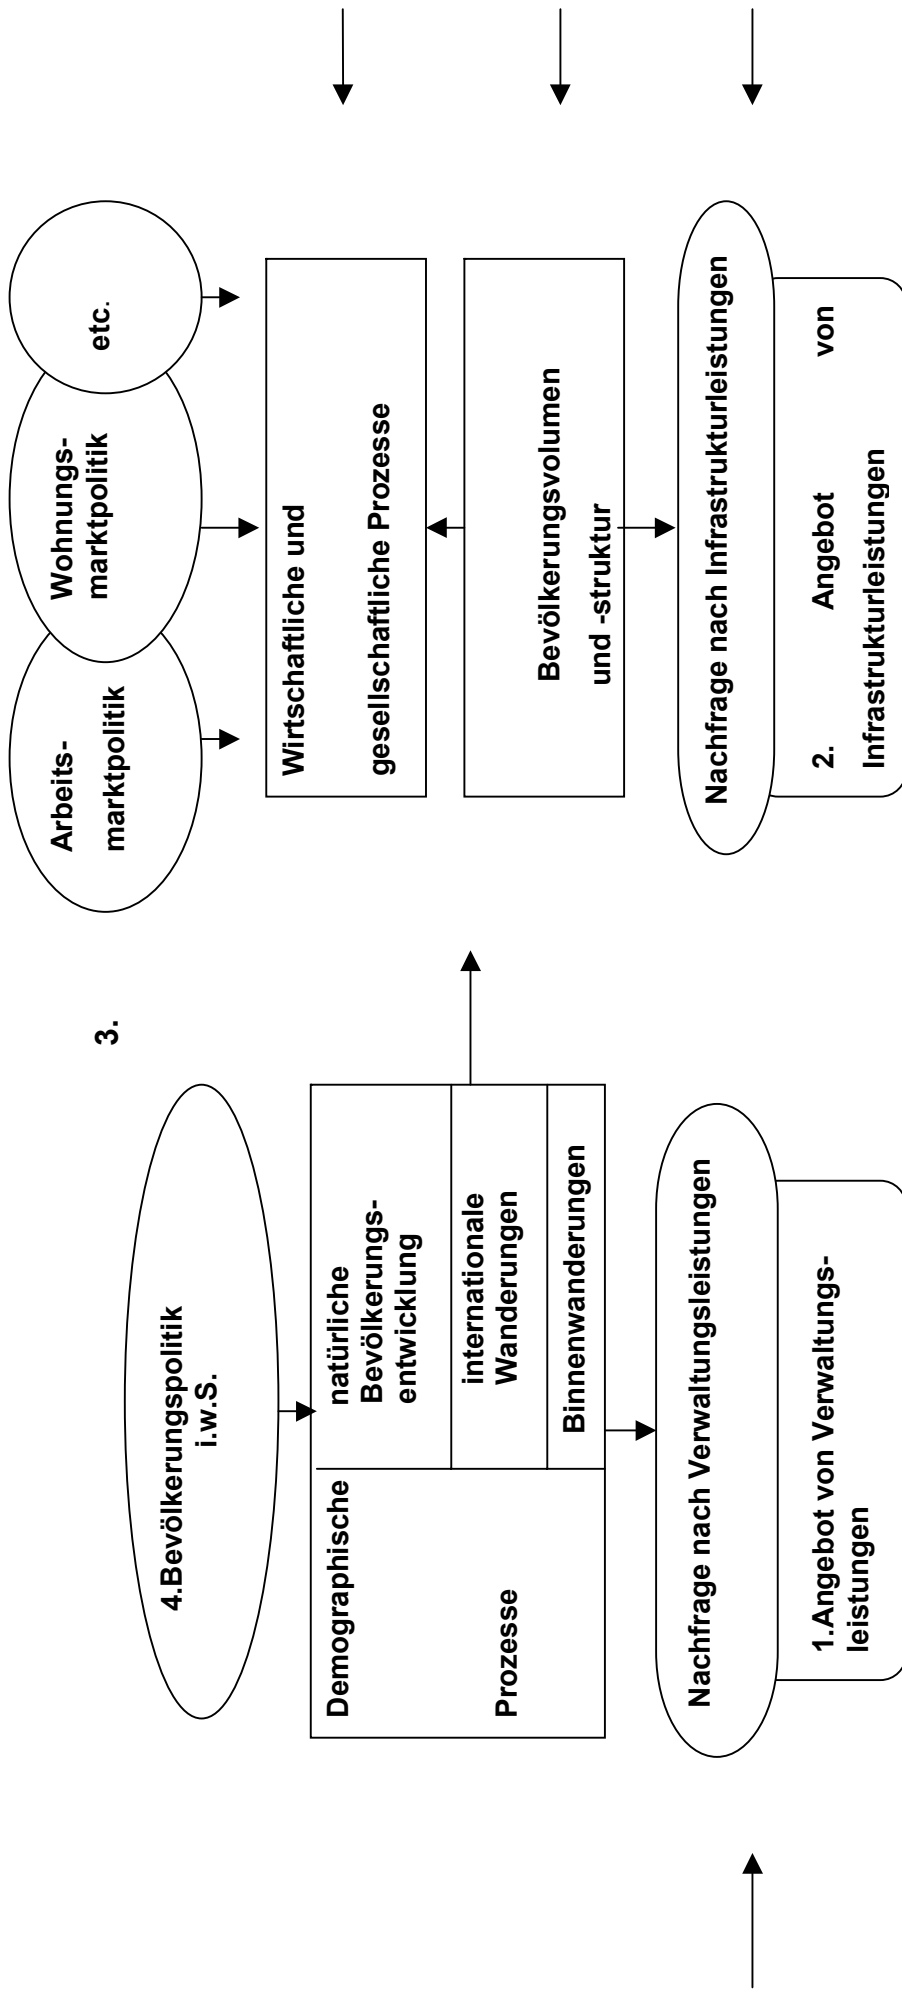 4.Bevölkerungspolitik
i.w.S.
3.
Arbeits-
marktpolitik
Wohnungs-
marktpolitik
etc.
Demographische
Prozesse
natürliche
Bevölkerungs-
entwicklung
internationale
Wanderungen
Binnenwanderungen
Wirtschaftliche und
gesellschaftliche Prozesse
Bevölkerungsvolumen
und -struktur
Nachfrage nach Verwaltungsleistungen
1.Angebot von Verwaltungs-
leistungen
Nachfrage nach Infrastrukturleistungen
2. Angebot von
Infrastrukturleistungen